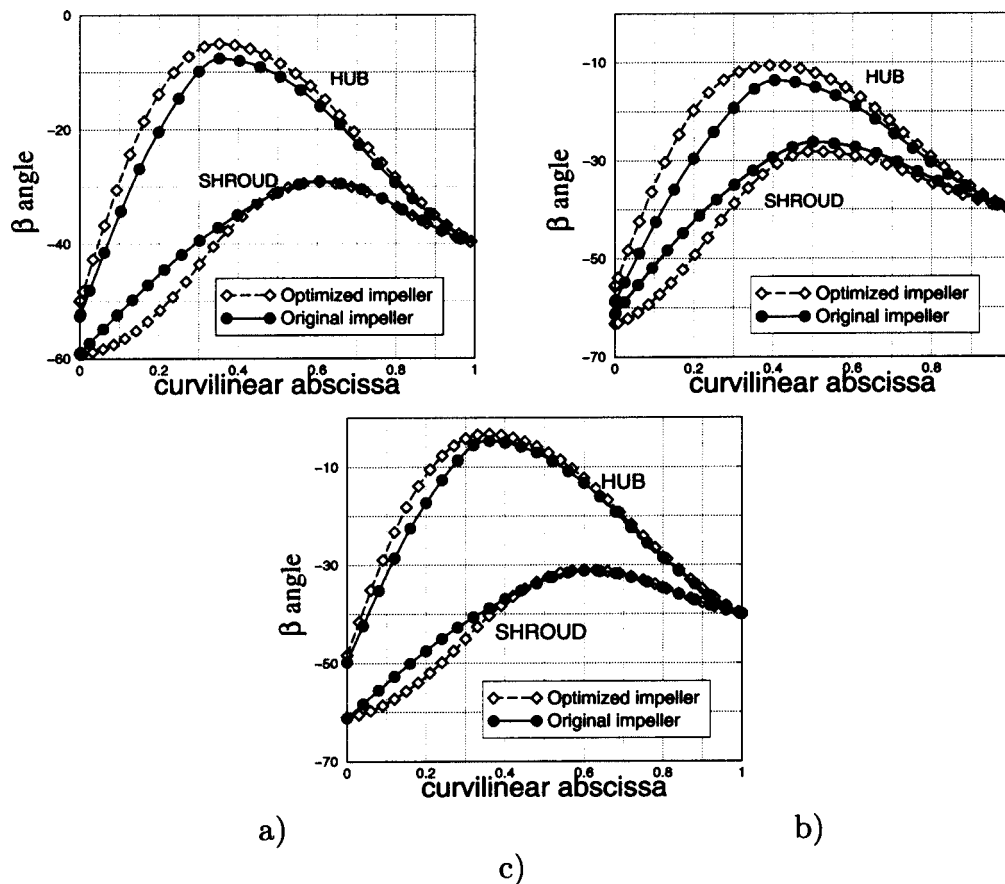 0
−20
−40
−60
β angle
HUB
SHROUD
Optimized impeller
Original impeller
0
0.2
0.4
0.6
0.8
1
curvilinear abscissa
−10
−30
−50
−70
β angle
HUB
SHROUD
Optimized impeller
Original impeller
0
0.2
0.4
0.6
0.8
curvilinear abscissa
−10
−30
−50
−70
β angle
HUB
SHROUD
Optimized impeller
Original impeller
0
0.2
0.4
0.6
0.8
1
curvilinear abscissa
a)
b)
c)